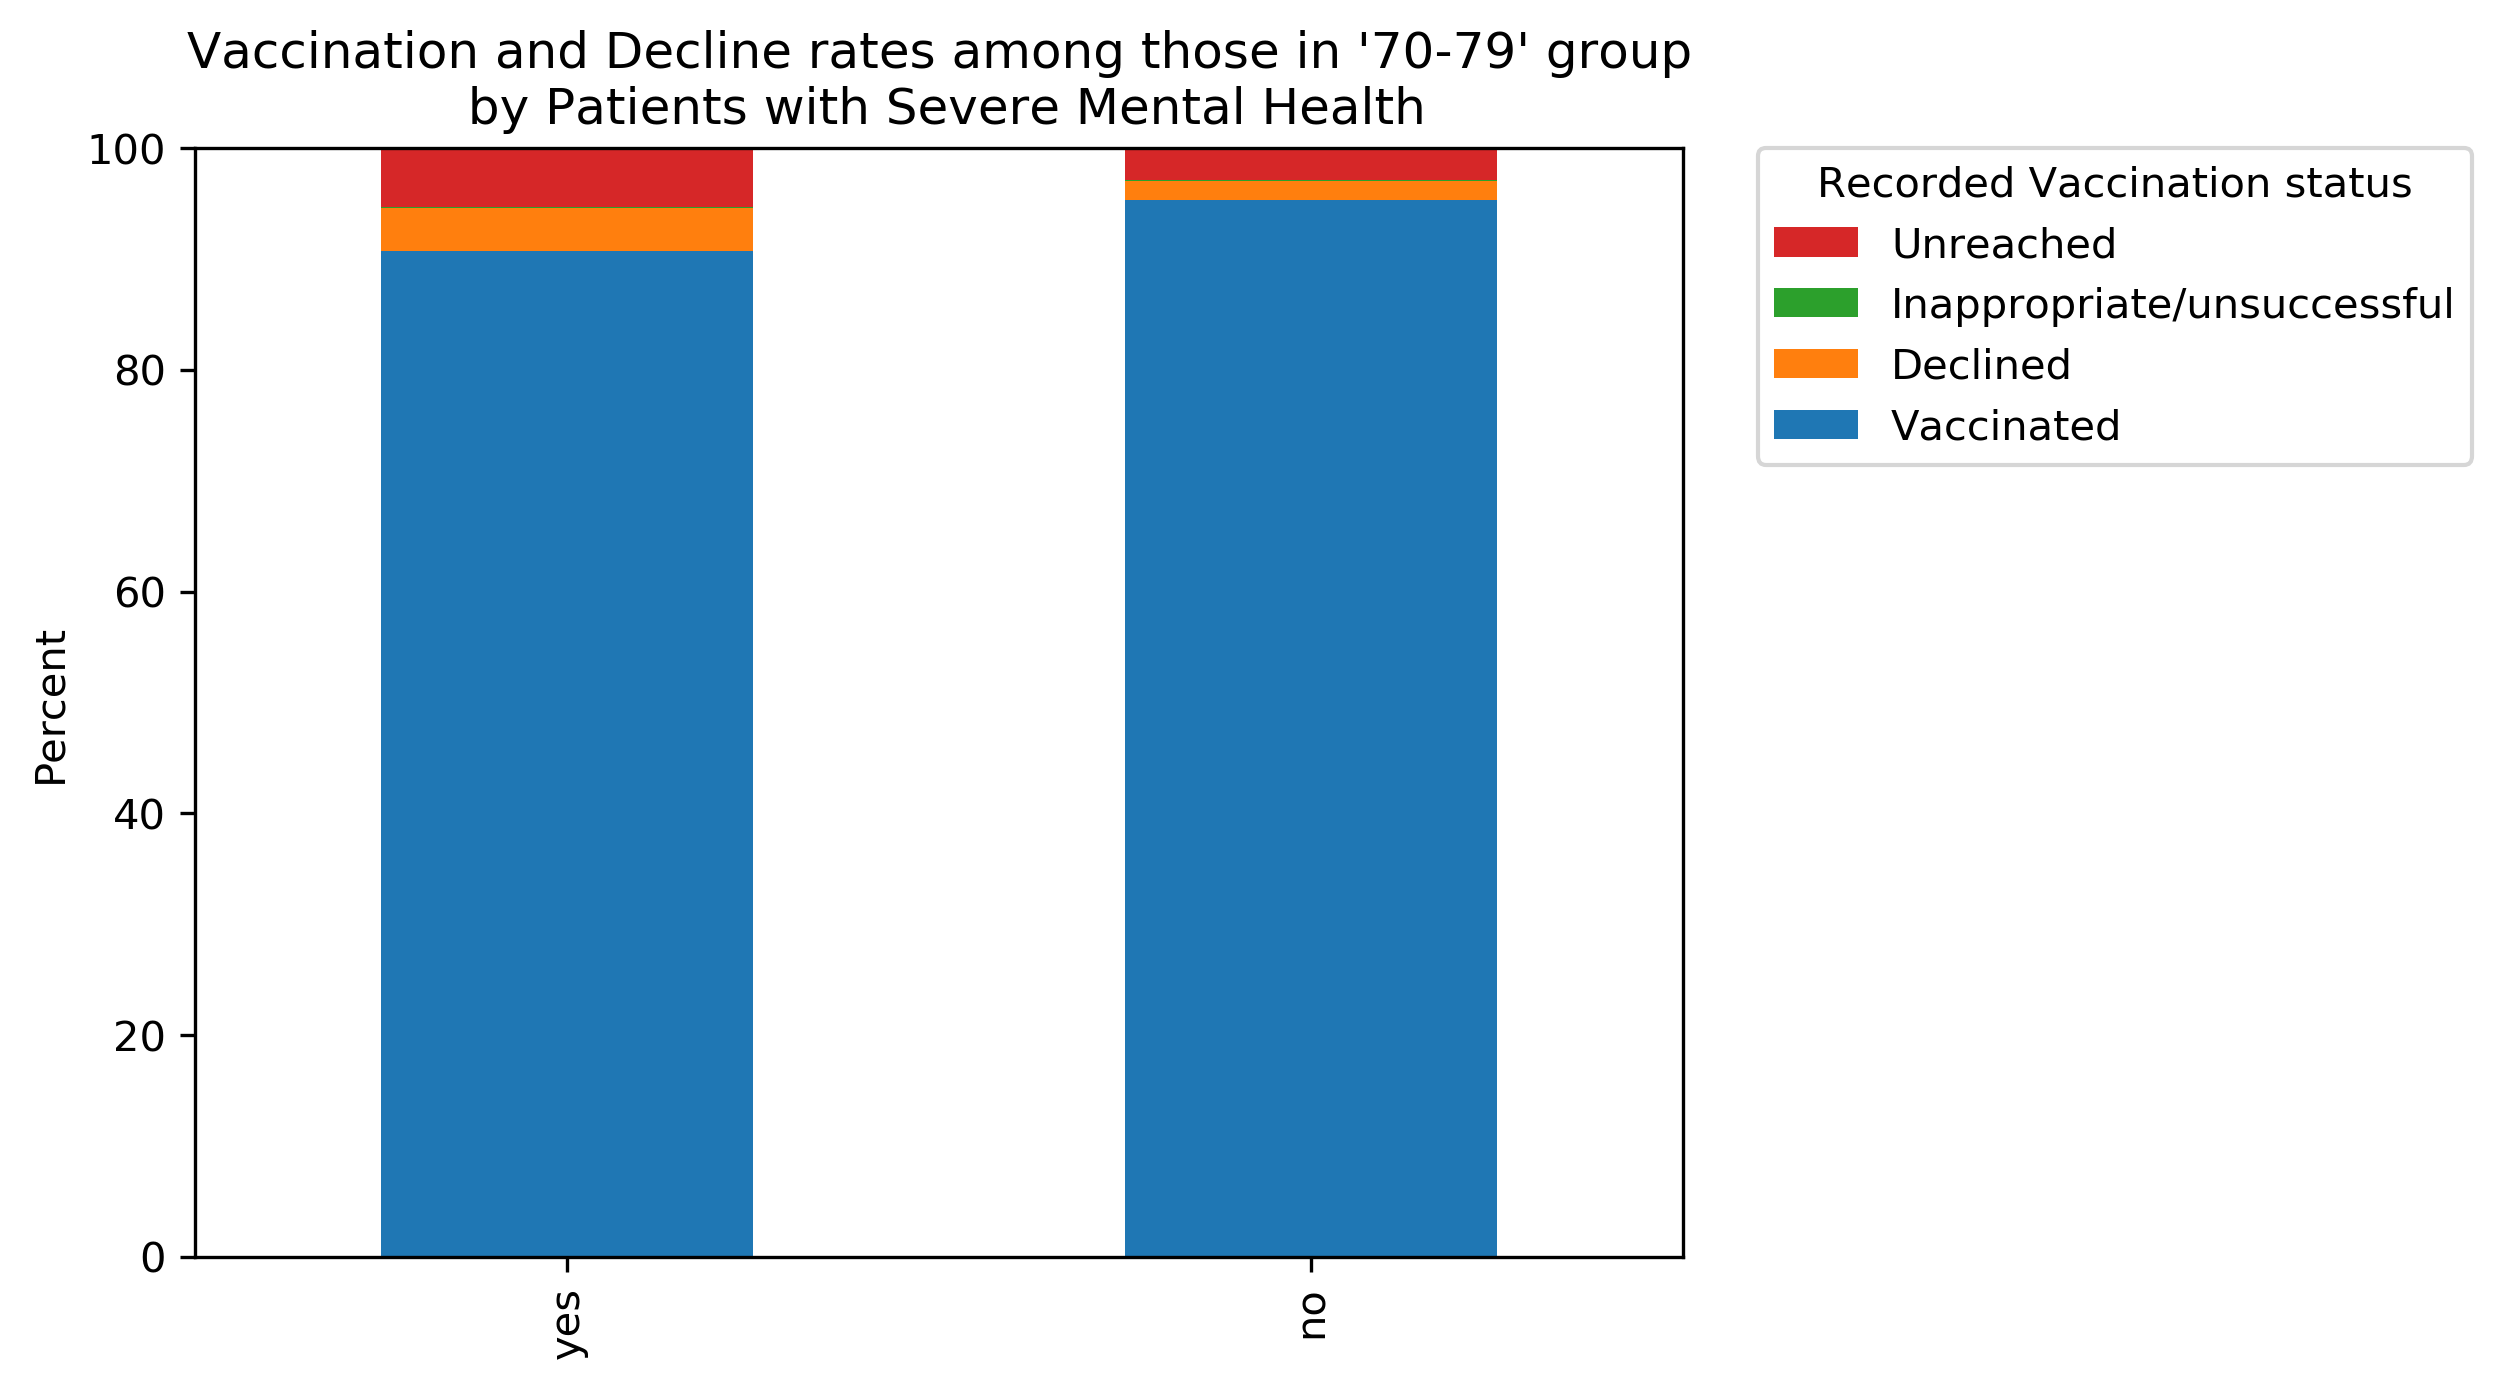 Vaccination and Decline rates among those in '70-79' group
by Patients with Severe Mental Health
Percent
100
80
60
40
20
0
yes
no
Recorded Vaccination status
Unreached
Inappropriate/unsuccessful
Declined
Vaccinated